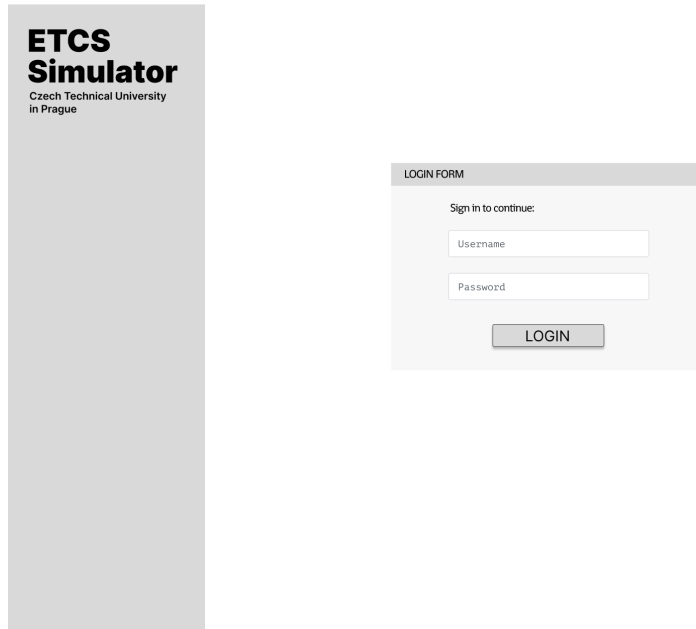 ETCS
Simulator
Czech Technical University
in Prague
LOGIN FORM
Sign in to continue:
Username
Password
LOGIN